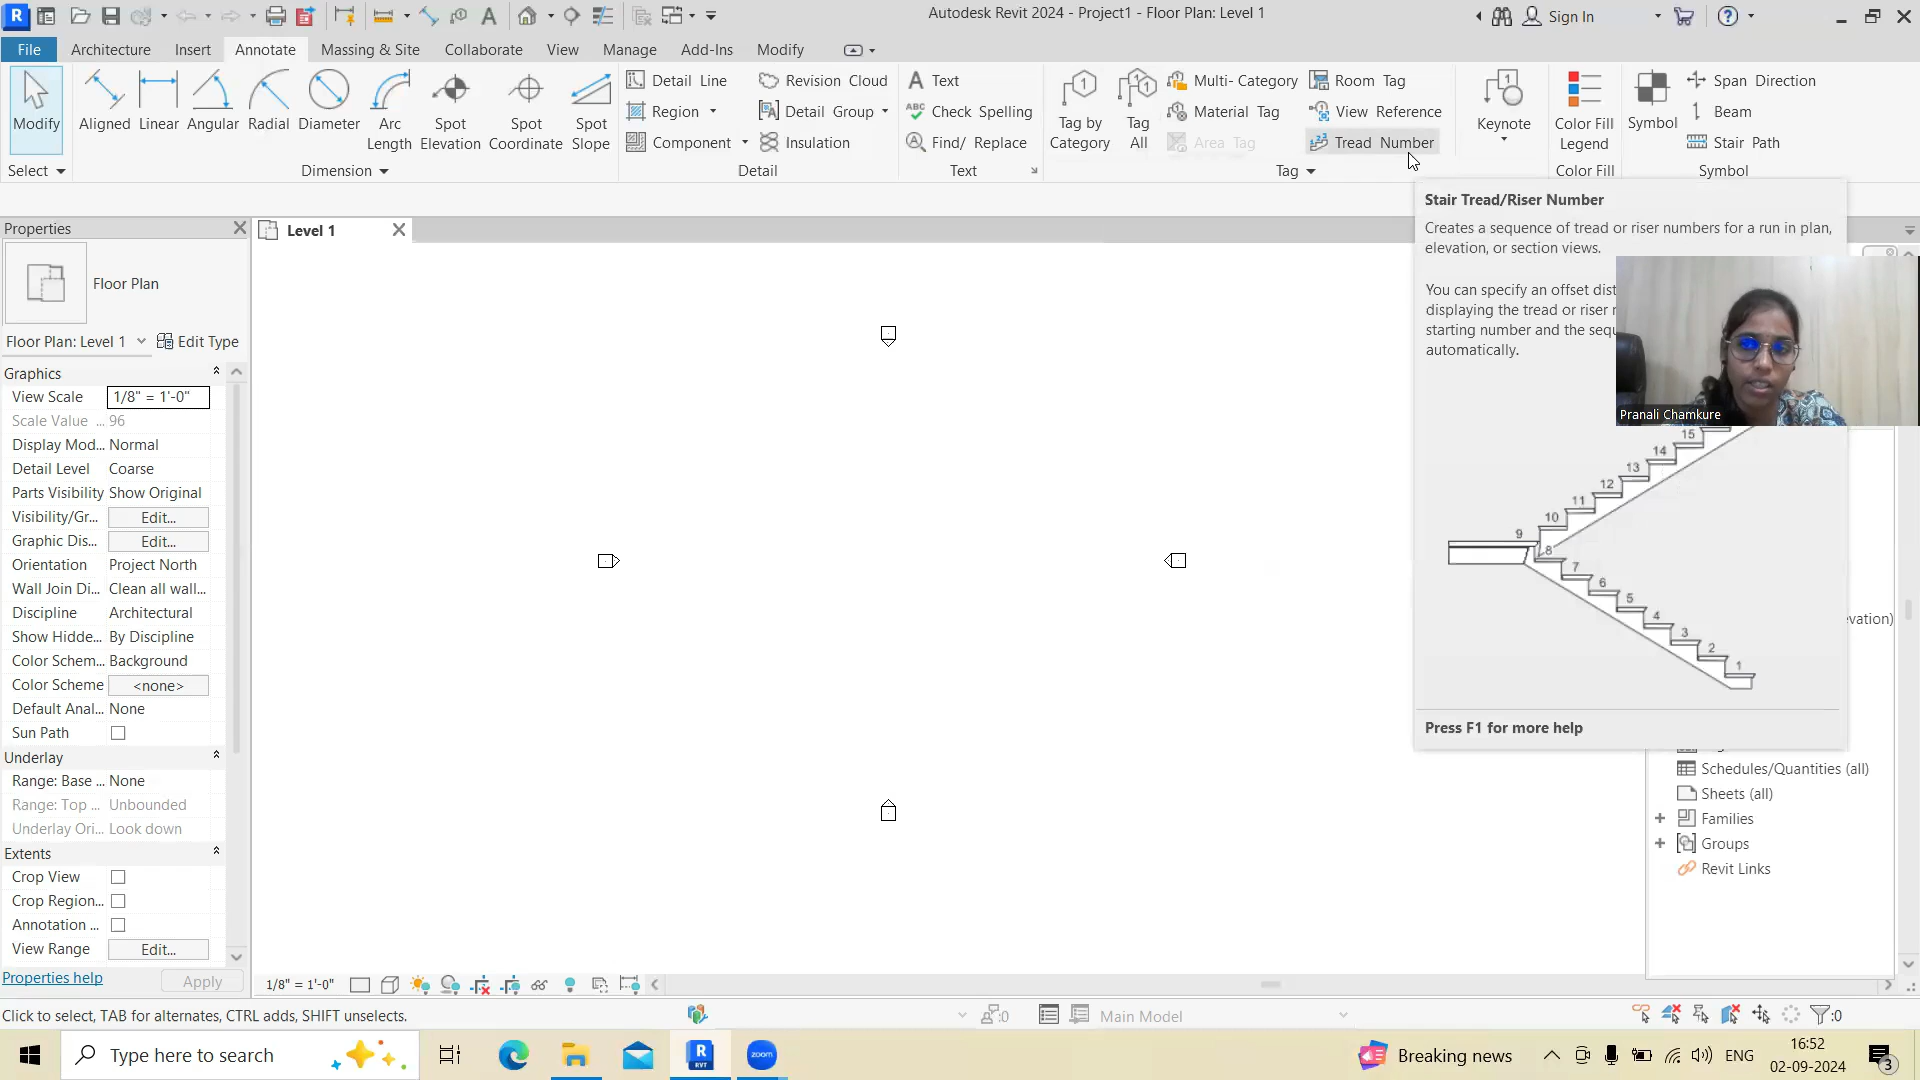 Autodesk Revit 2024 - Project1 - Floor Plan: Level 1
Sign In
File Architecture Insert Annotate Massing & Site Collaborate View Manage Add-Ins Modify
Modify
Aligned Linear Angular Radial Diameter
Arc Length
Spot Elevation
Spot Coordinate
Spot Slope
Detail Line
Region
Component
Revision Cloud
Detail Group
Insulation
Text
Check Spelling
Find/ Replace
Tag by Category
Tag All
Multi- Category
Material Tag
Area Tag
Room Tag
View Reference
Tread Number
Keynote
Color Fill Legend
Symbol
Span Direction
Beam
Stair Path
Select Dimension Detail Text Tag Color Fill Symbol
Stair Tread/Riser Number
Creates a sequence of tread or riser numbers for a run in plan,
elevation, or section views.
You can specify an offset dist
displaying the tread or riser
starting number and the sequ
automatically.
Pranali Chamkure
15
14
13
12
11
10
9
8
7
6
5
4
3
2
1
Press F1 for more help
Properties
Level 1
Floor Plan
Floor Plan: Level 1 Edit Type
Graphics
View Scale 1/8" = 1'-0"
Scale Value ... 96
Display Mod... Normal
Detail Level Coarse
Parts Visibility Show Original
Visibility/Gr... Edit...
Graphic Dis... Edit...
Orientation Project North
Wall Join Di... Clean all wall...
Discipline Architectural
Show Hidde... By Discipline
Color Schem... Background
Color Scheme <none>
Default Anal... None
Sun Path
Underlay
Range: Base ... None
Range: Top ... Unbounded
Underlay Ori... Look down
Extents
Crop View
Crop Region...
Annotation ...
View Range Edit...
Properties help Apply
evation)
Schedules/Quantities (all)
Sheets (all)
Families
Groups
Revit Links
1/8" = 1'-0"
Click to select, TAB for alternates, CTRL adds, SHIFT unselects.
:0
Main Model
:0
Type here to search
zoom
Breaking news
ENG
16:52
02-09-2024
3